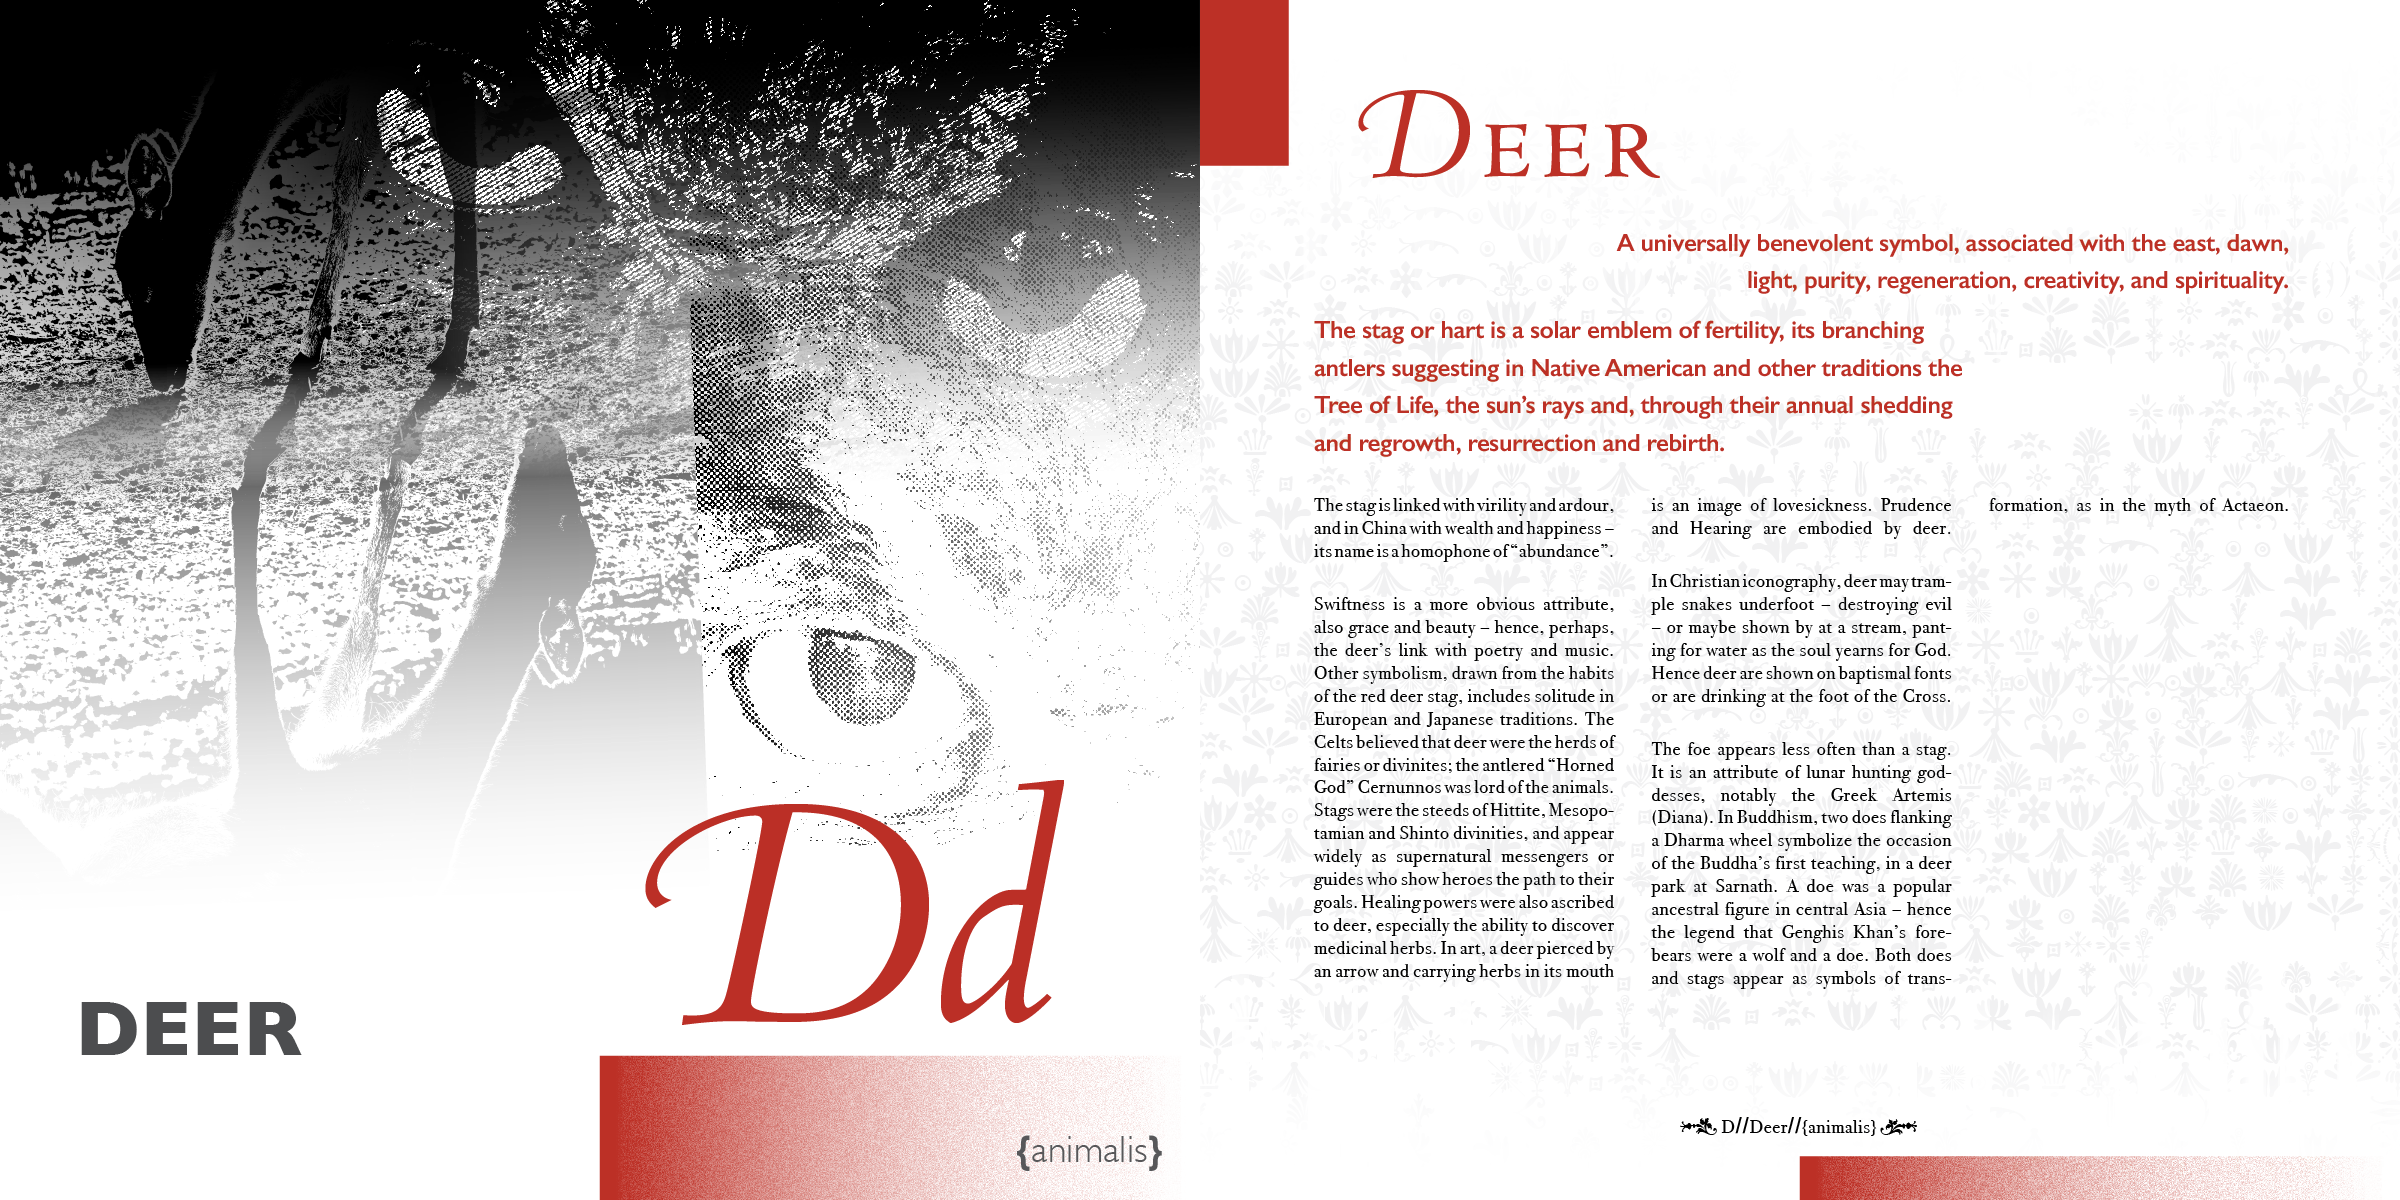 Dd
DEER
{animalis}
DEER
A universally benevolent symbol, associated with the east, dawn,
light, purity, regeneration, creativity, and spirituality.
The stag or hart is a solar emblem of fertility, its branching
antlers suggesting in Native American and other traditions the
Tree of Life, the sun’s rays and, through their annual shedding
and regrowth, resurrection and rebirth.
The stag is linked with virility and ardour,
and in China with wealth and happiness –
its name is a homophone of “abundance”.
Swiftness is a more obvious attribute,
also grace and beauty – hence, perhaps,
the deer’s link with poetry and music.
Other symbolism, drawn from the habits
of the red deer stag, includes solitude in
European and Japanese traditions. The
Celts believed that deer were the herds of
fairies or divinites; the antlered “Horned
God” Cernunnos was lord of the animals.
Stags were the steeds of Hittite, Mesopo-
tamian and Shinto divinities, and appear
widely as supernatural messengers or
guides who show heroes the path to their
goals. Healing powers were also ascribed
to deer, especially the ability to discover
medicinal herbs. In art, a deer pierced by
an arrow and carrying herbs in its mouth
is an image of lovesickness. Prudence
and Hearing are embodied by deer.
In Christian iconography, deer may tram-
ple snakes underfoot – destroying evil
– or maybe shown by at a stream, pant-
ing for water as the soul yearns for God.
Hence deer are shown on baptismal fonts
or are drinking at the foot of the Cross.
The foe appears less often than a stag.
It is an attribute of lunar hunting god-
desses, notably the Greek Artemis
(Diana). In Buddhism, two does flanking
a Dharma wheel symbolize the occasion
of the Buddha’s first teaching, in a deer
park at Sarnath. A doe was a popular
ancestral figure in central Asia – hence
the legend that Genghis Khan’s fore-
bears were a wolf and a doe. Both does
and stags appear as symbols of trans-
formation, as in the myth of Actaeon.
D//Deer//{animalis}